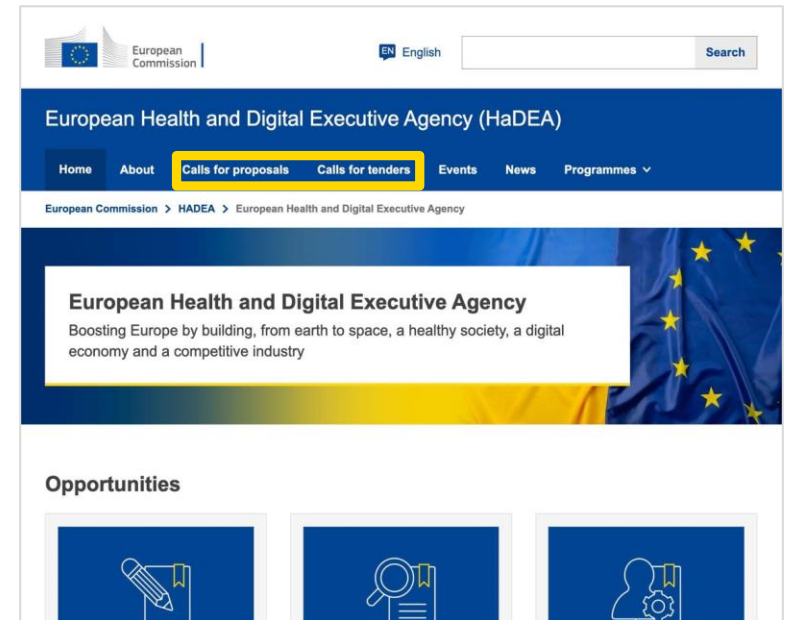 European
Commission
EN English
Search
European Health and Digital Executive Agency (HaDEA)
Home About Calls for proposals Calls for tenders Events News Programmes
European Commission > HADEA > European Health and Digital Executive Agency
European Health and Digital Executive Agency
Boosting Europe by building, from earth to space, a healthy society, a digital
economy and a competitive industry
Opportunities